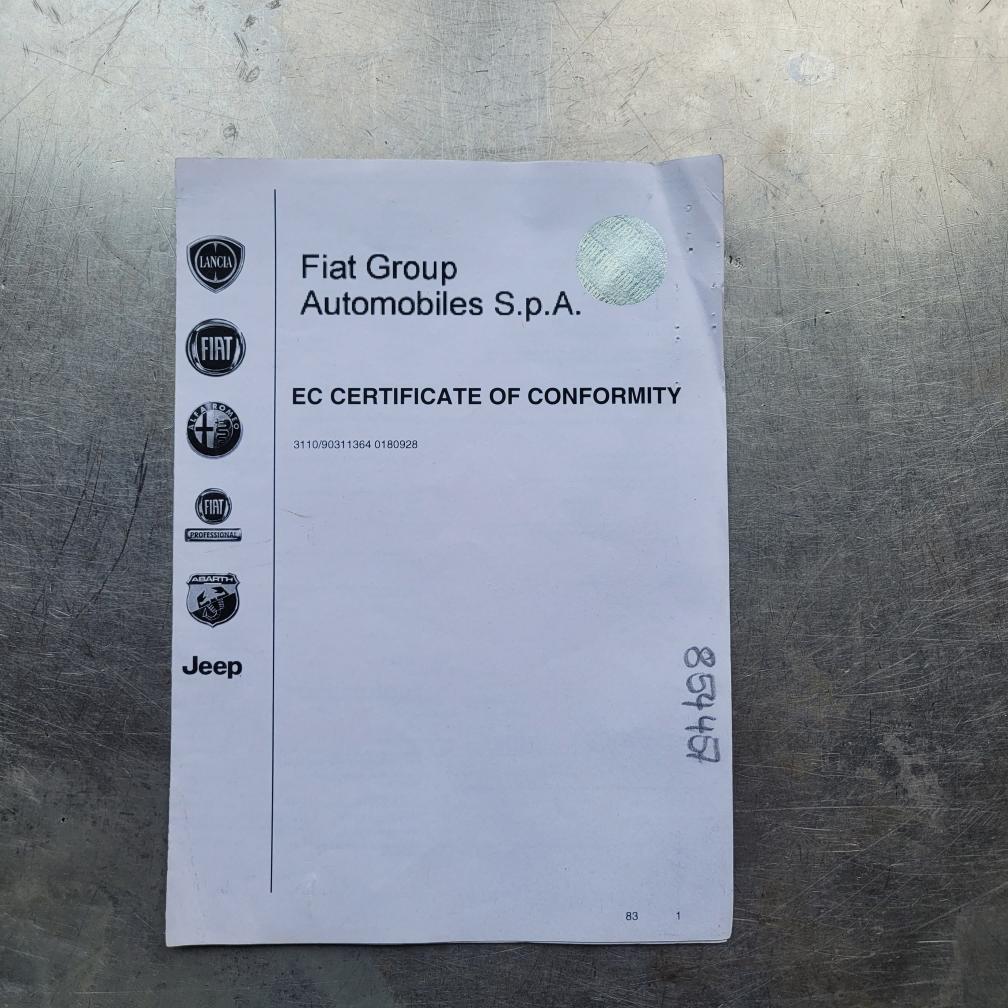 Fiat Group
Automobiles S.p.A.
EC CERTIFICATE OF CONFORMITY
3110/90311364 0180928
LANCIA
FIAT
ALFA ROMEO
FIAT
PROFESSIONAL
ABARTH
Jeep
854457
83 1